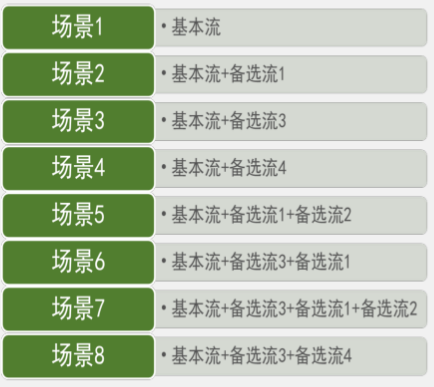 场景1
• 基本流
场景2
• 基本流+备选流1
场景3
• 基本流+备选流3
场景4
• 基本流+备选流4
场景5
• 基本流+备选流1+备选流2
场景6
• 基本流+备选流3+备选流1
场景7
• 基本流+备选流3+备选流1+备选流2
场景8
• 基本流+备选流3+备选流4